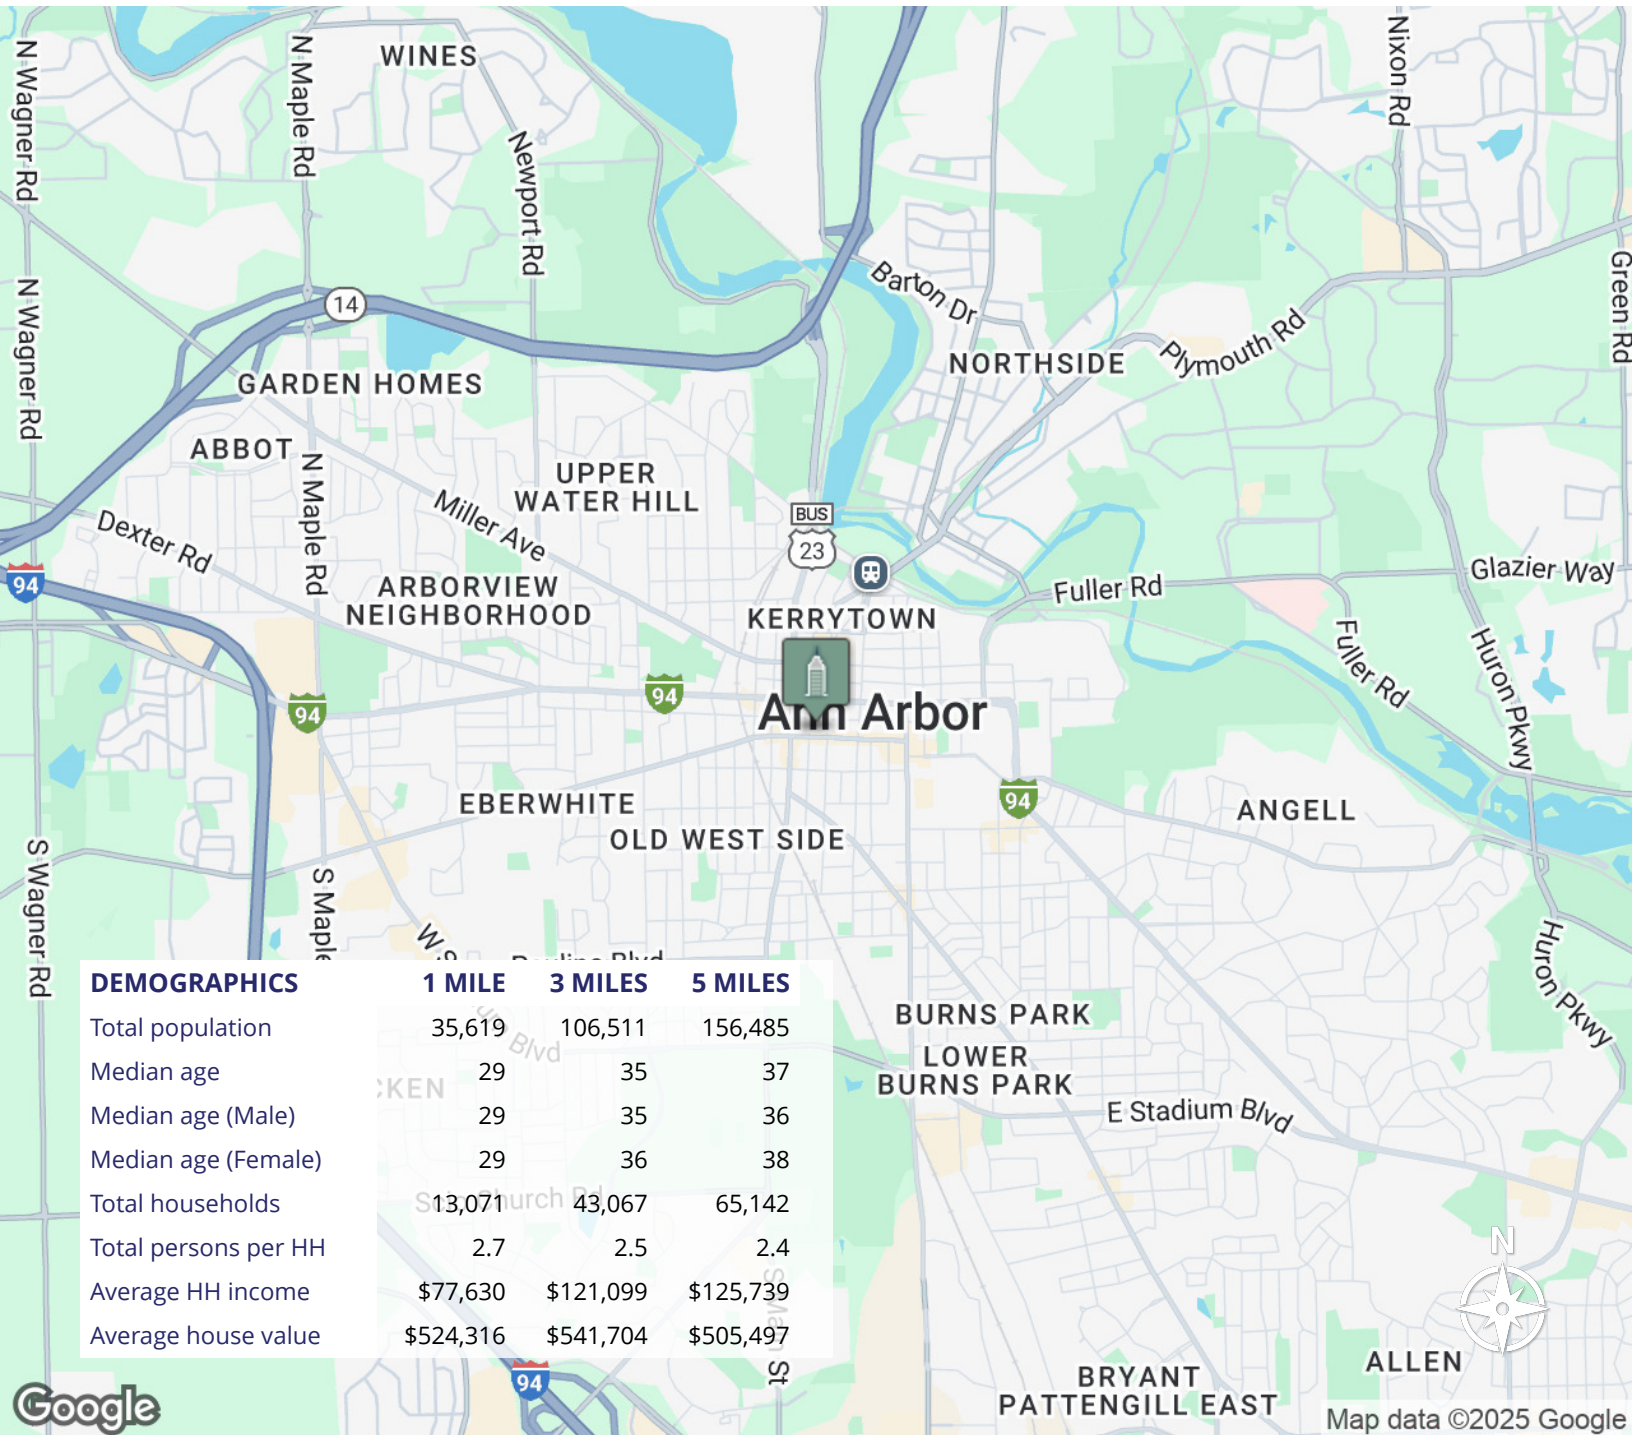 WINES
N Wagner Rd
N Maple Rd
Newport Rd
Nixon Rd
Barton Dr
Green Rd
N Wagner Rd
14
Plymouth Rd
NORTHSIDE
GARDEN HOMES
ABBOT
N Maple Rd
UPPER
WATER HILL
Miller Ave
BUS
23
Dexter Rd
94
ARBORVIEW
NEIGHBORHOOD
KERRYTOWN
Fuller Rd
Glazier Way
Fuller Rd
Huron Pkwy
94
94
Ann Arbor
94
EBERWHITE
OLD WEST SIDE
ANGELL
S Wagner Rd
S Maple
Huron Pkwy
DEMOGRAPHICS 1 MILE 3 MILES 5 MILES
Total population 35,619 106,511 156,485
Median age 29 35 37
Median age (Male) 29 35 36
Median age (Female) 29 36 38
Total households 13,071 43,067 65,142
Total persons per HH 2.7 2.5 2.4
Average HH income $77,630 $121,099 $125,739
Average house value $524,316 $541,704 $505,497
Blvd
Church Rd
S Main St
BURNS PARK
LOWER
BURNS PARK
E Stadium Blvd
N
94
ALLEN
BRYANT
PATTENGILL EAST
Google
Map data ©2025 Google